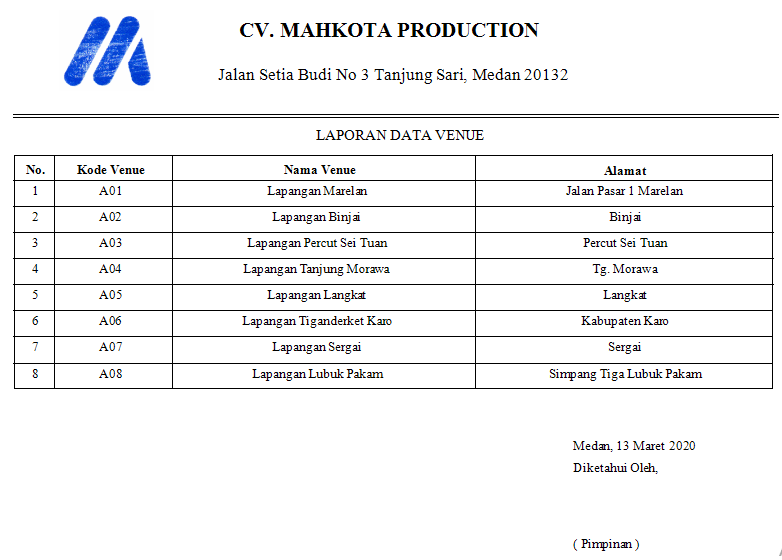 CV. MAHKOTA PRODUCTION
Jalan Setia Budi No 3 Tanjung Sari, Medan 20132
LAPORAN DATA VENUE
No. Kode Venue Nama Venue Alamat
1 A01 Lapangan Marelan Jalan Pasar 1 Marelan
2 A02 Lapangan Binjai Binjai
3 A03 Lapangan Percut Sei Tuan Percut Sei Tuan
4 A04 Lapangan Tanjung Morawa Tg. Morawa
5 A05 Lapangan Langkat Langkat
6 A06 Lapangan Tiganderket Karo Kabupaten Karo
7 A07 Lapangan Sergai Sergai
8 A08 Lapangan Lubuk Pakam Simpang Tiga Lubuk Pakam
Medan, 13 Maret 2020
Diketahui Oleh,
( Pimpinan )